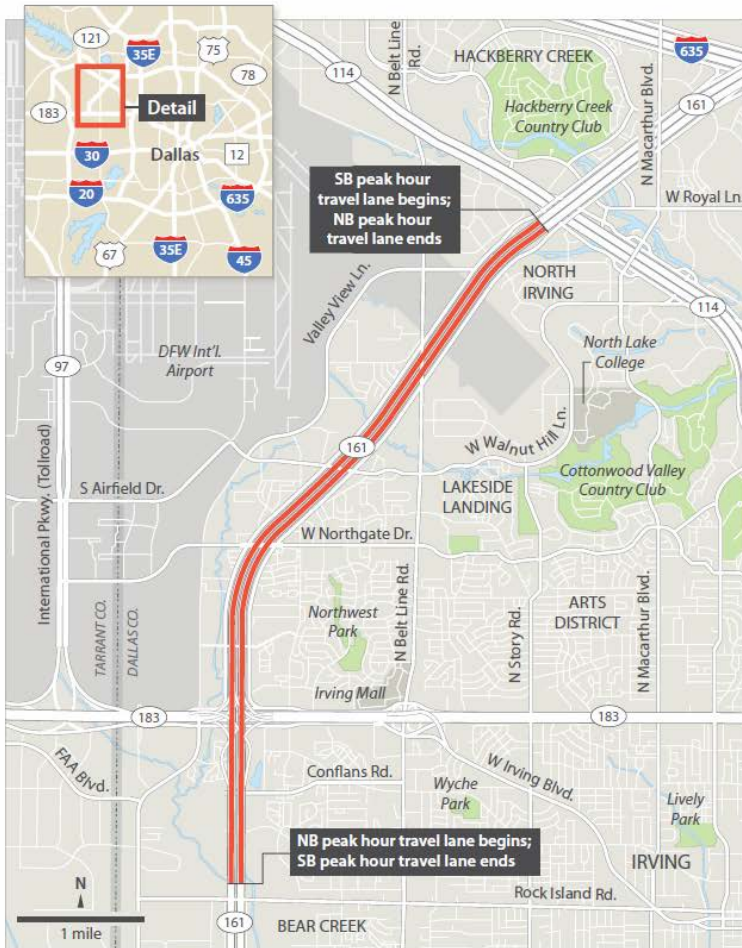 121
35E
75
78
183
Detail
30
Dallas
12
20
635
67
35E
45
N Belt Line
Rd.
HACKBERRY CREEK
635
114
Hackberry Creek
Country Club
N Macarthur Blvd.
161
SB peak hour
travel lane begins;
NB peak hour
travel lane ends
W Royal Ln.
Valley View Ln.
NORTH
IRVING
114
DFW Int'l.
Airport
North Lake
College
97
161
W Walnut Hill Ln.
Cottonwood Valley
Country Club
S Airfield Dr.
LAKESIDE
LANDING
International Pkwy. (Tollroad)
W Northgate Dr.
TARRANT CO.
DALLAS CO.
Northwest
Park
N Belt Line Rd.
N Story Rd.
ARTS
DISTRICT
N Macarthur Blvd.
Irving Mall
183
183
FAA Blvd.
Conflans Rd.
W Irving Blvd.
Wyche
Park
Lively
Park
NB peak hour travel lane begins;
SB peak hour travel lane ends
IRVING
N
Rock Island Rd.
1 mile
161
BEAR CREEK